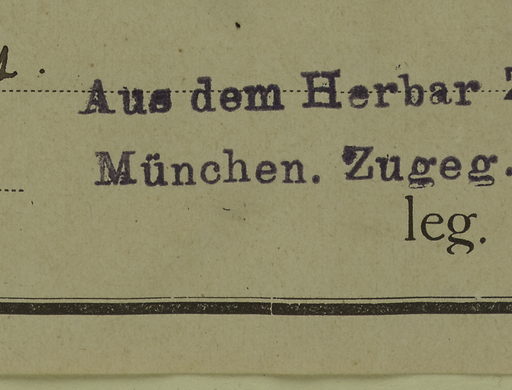 Aus dem Herbar
München. Zugeg.
leg.